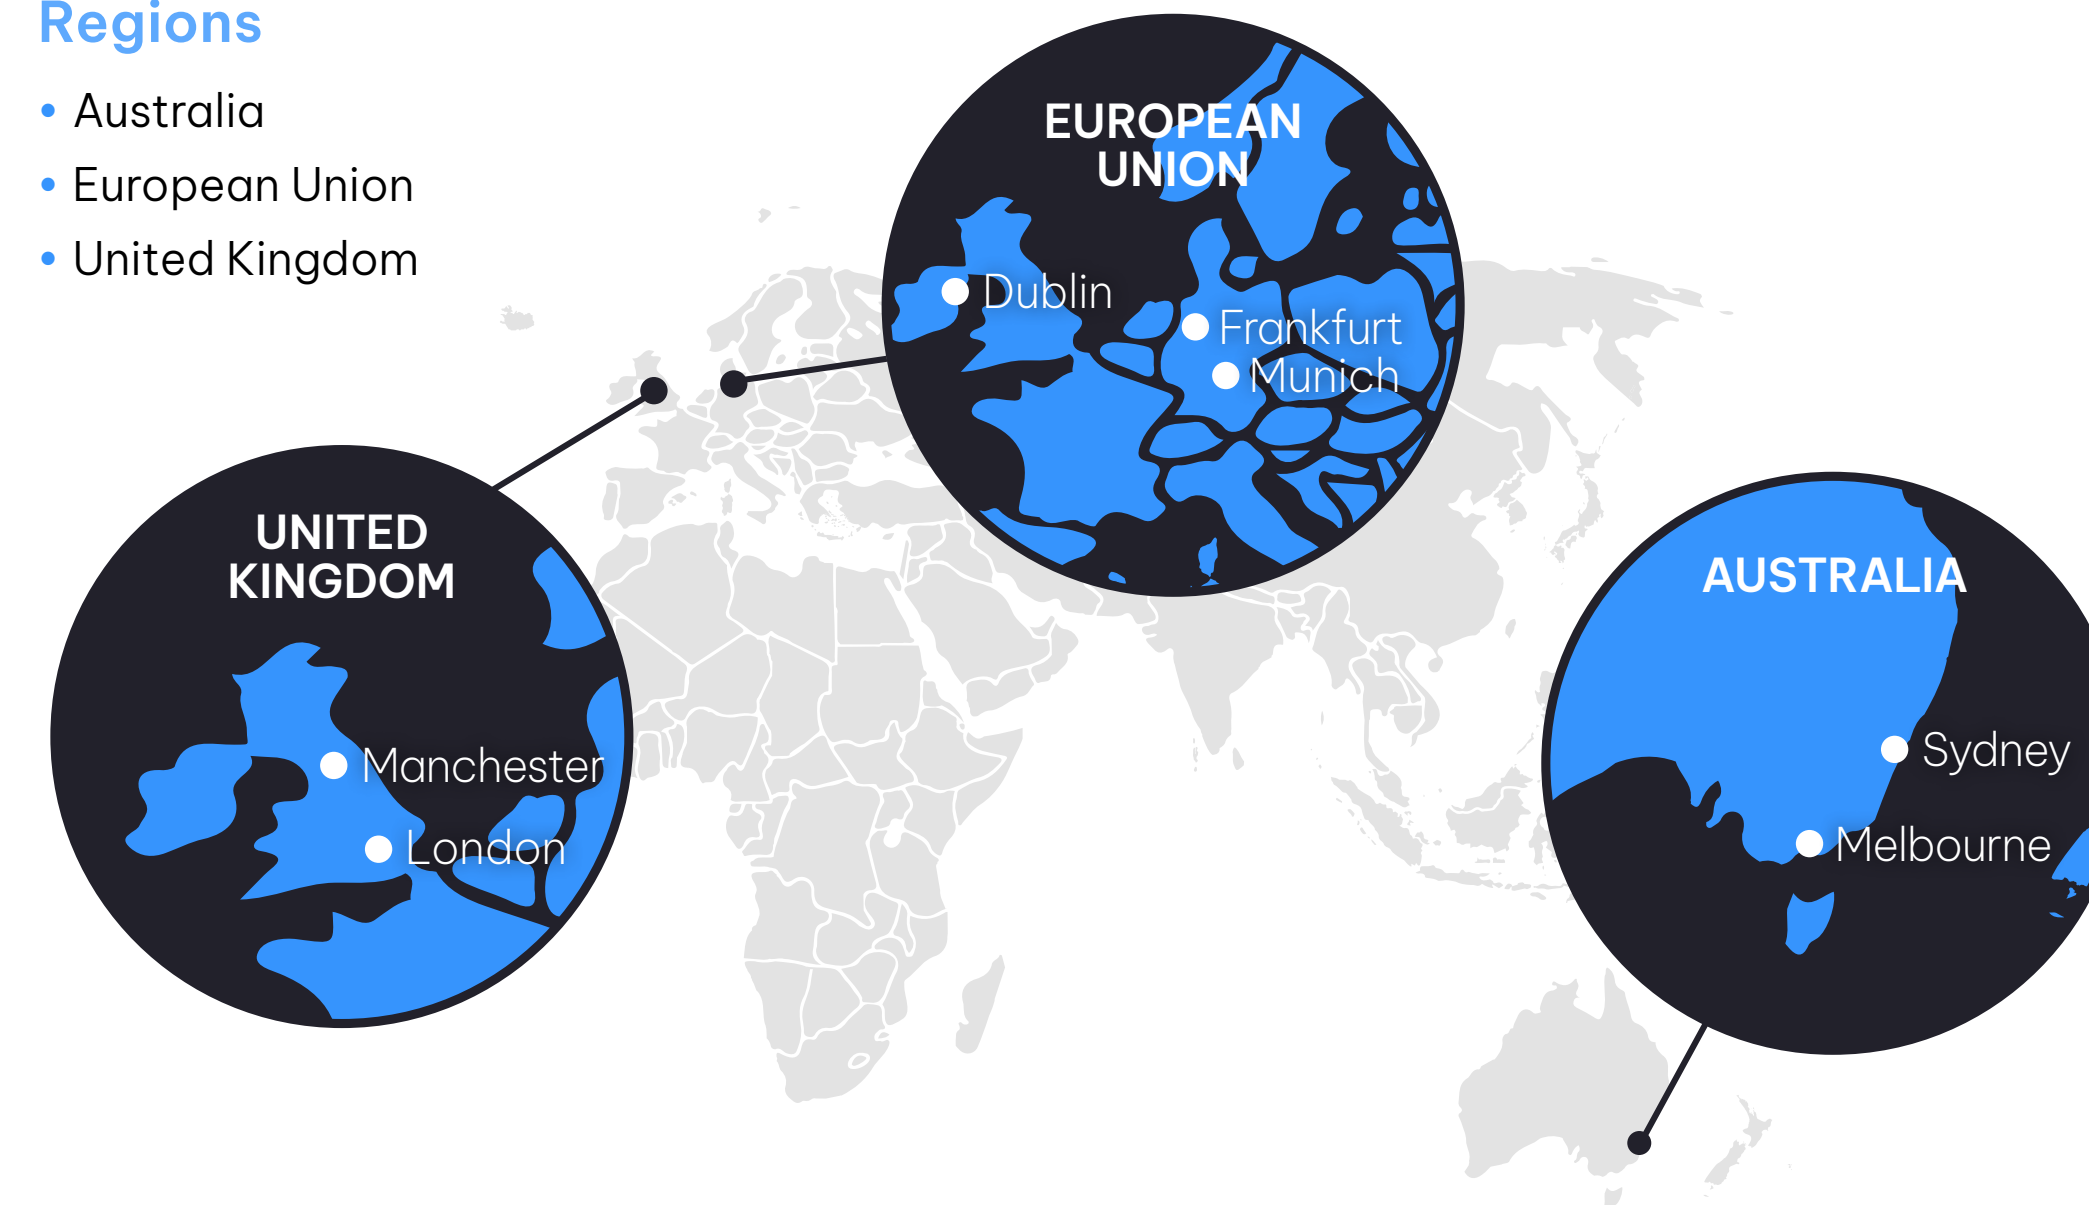 Regions
• Australia
• European Union
• United Kingdom
EUROPEAN
UNION
Dublin
Frankfurt
Munich
UNITED
KINGDOM
Manchester
London
AUSTRALIA
Sydney
Melbourne